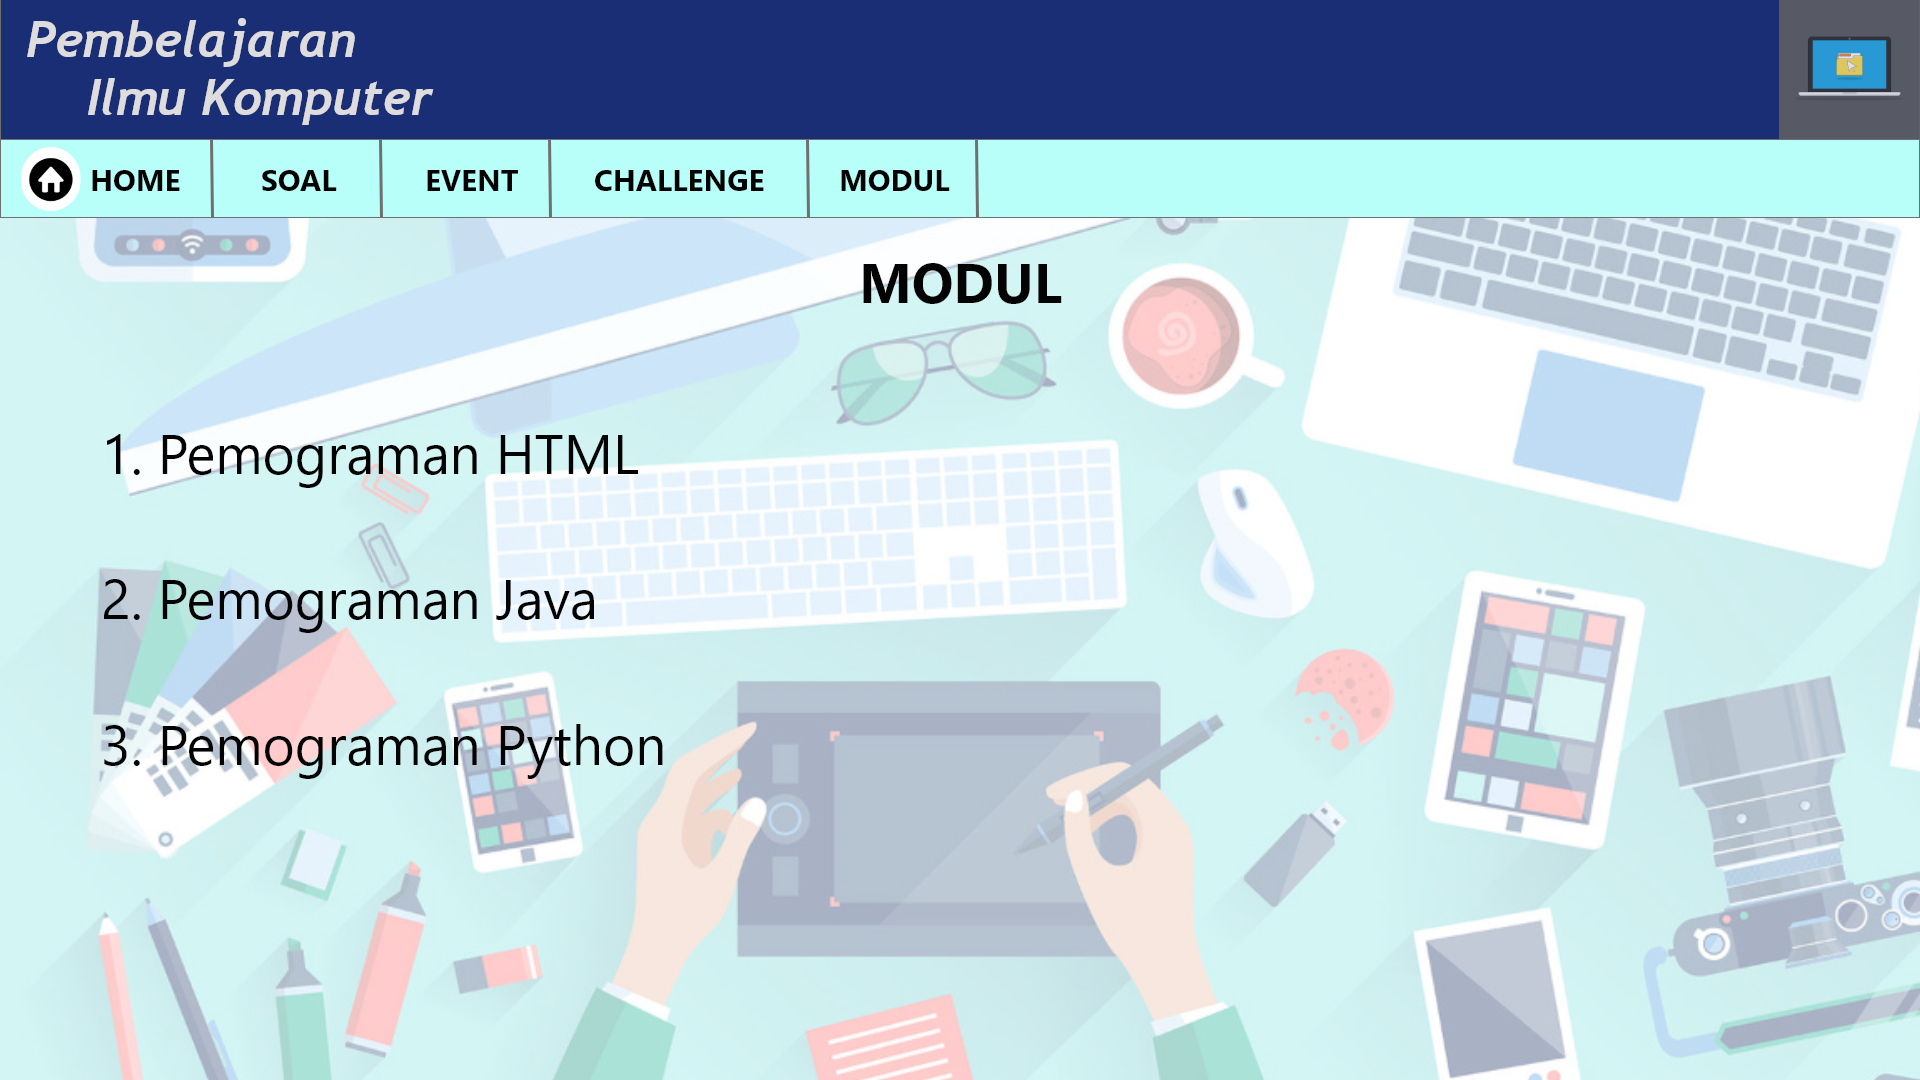 Pembelajaran
Ilmu Komputer
HOME
SOAL
EVENT
CHALLENGE
MODUL
MODUL
1. Pemograman HTML
2. Pemograman Java
3. Pemograman Python